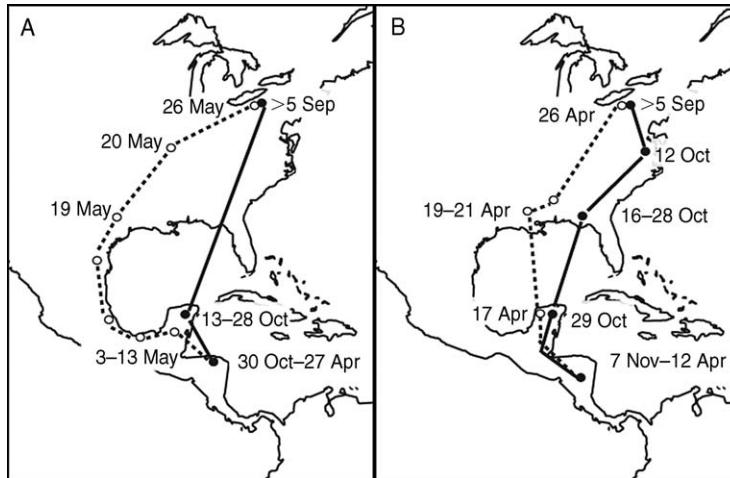 A
26 May
>5 Sep
20 May
19 May
13–28 Oct
3–13 May
30 Oct–27 Apr
B
26 Apr
>5 Sep
12 Oct
19–21 Apr
16–28 Oct
17 Apr
29 Oct
7 Nov–12 Apr